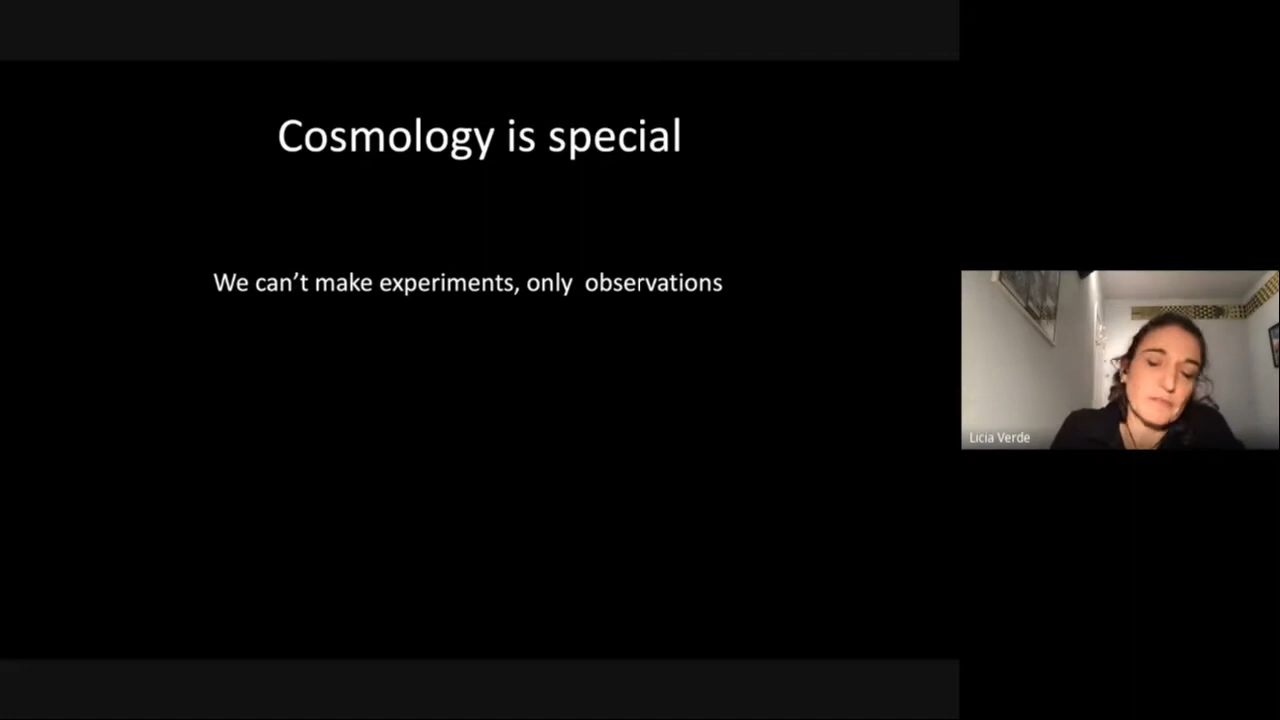 Cosmology is special
We can’t make experiments, only  observations
Licia Verde